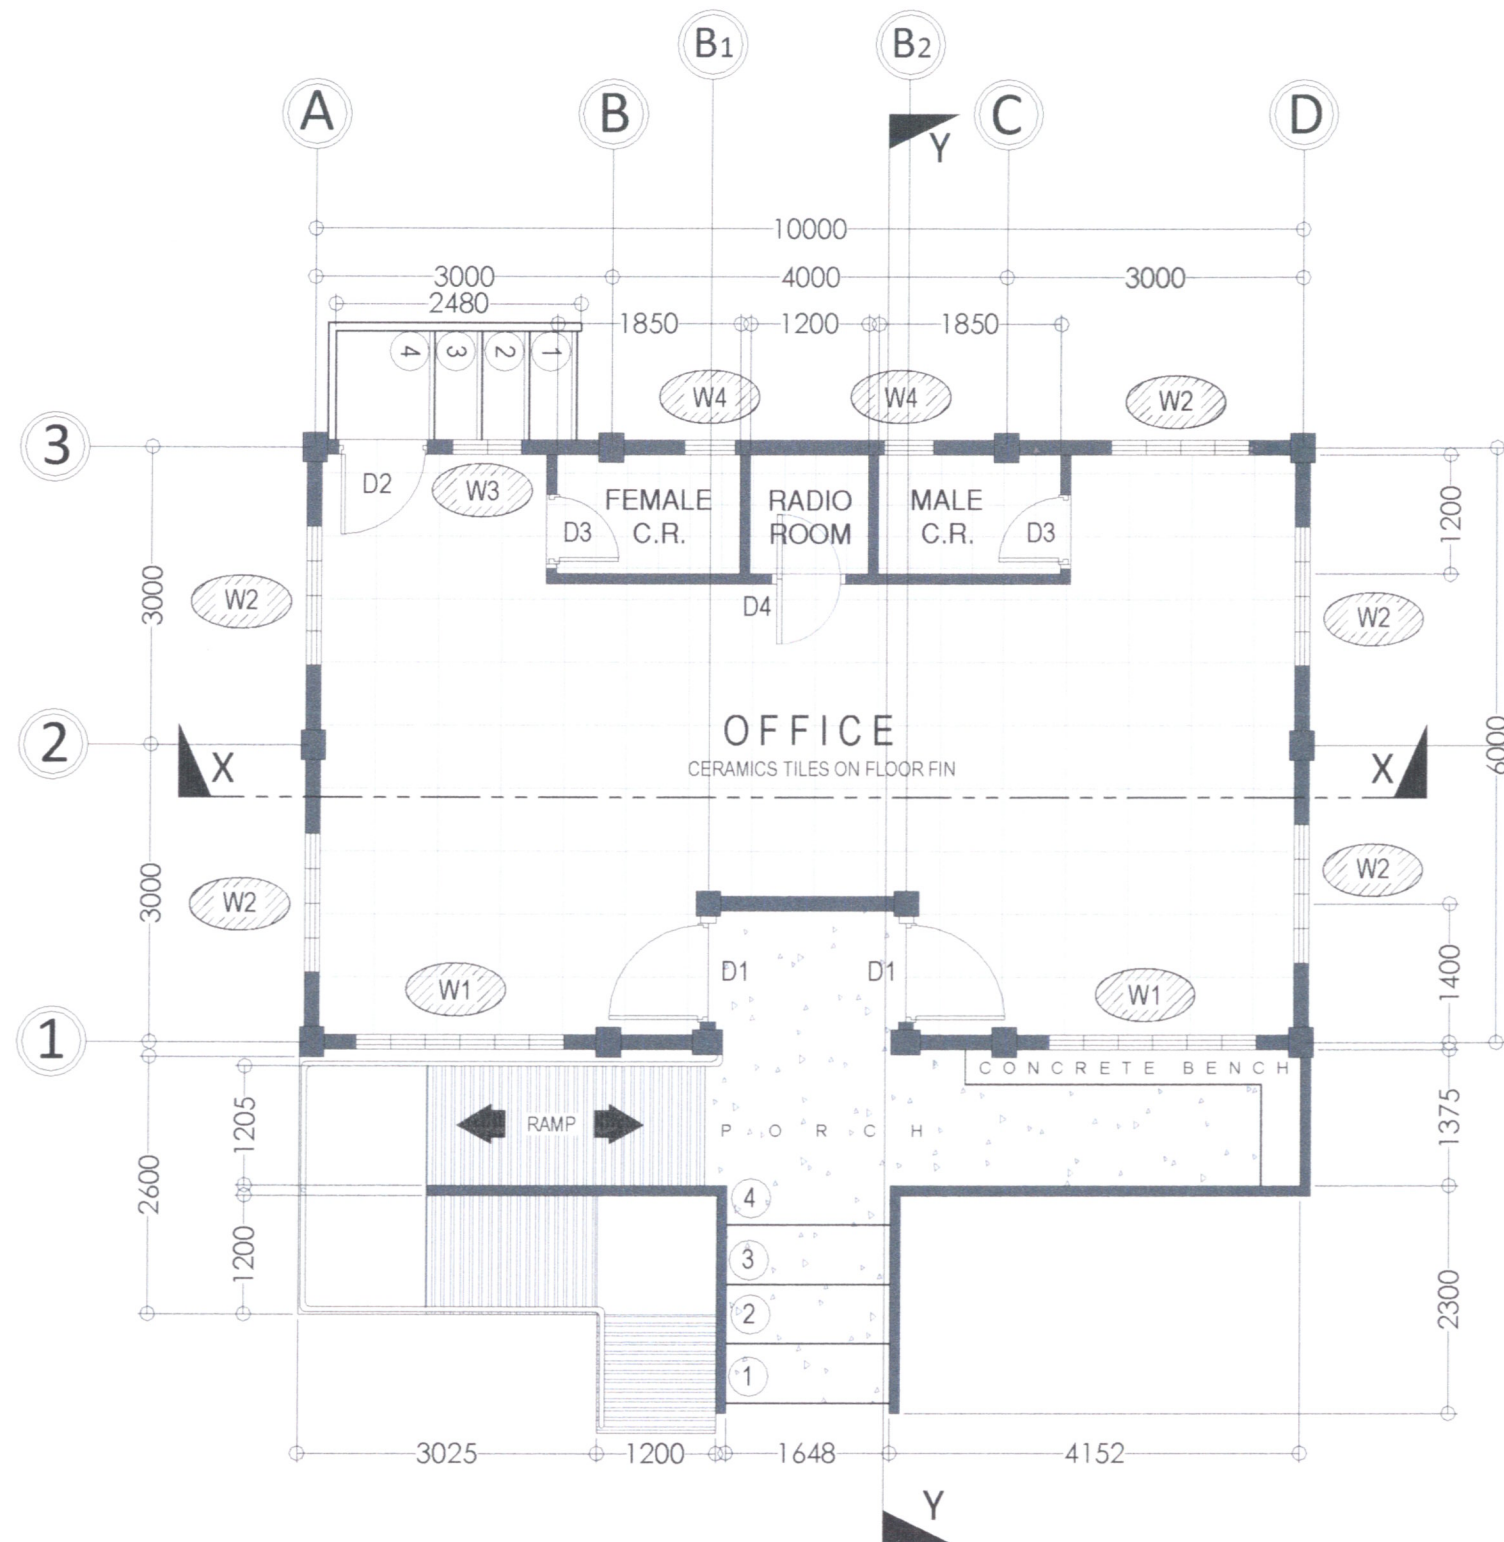 B1 B2
A B C D
Y
10000
3000 4000 3000
2480
1850 1200 1850
4 3 2 1
W4 W4 W2
3
D2 W3
FEMALE C.R.
RADIO ROOM
MALE C.R.
D3 D3
1200
3000
W2 D4 W2
OFFICE
CERAMICS TILES ON FLOOR FIN
2
X X
6000
3000
W2 W2
W1 D1 D1 W1
1400
1
CONCRETE BENCH
1205
RAMP
PORCH
1375
2600
1200
4
3
2
1
2300
3025 1200 1648 4152
Y